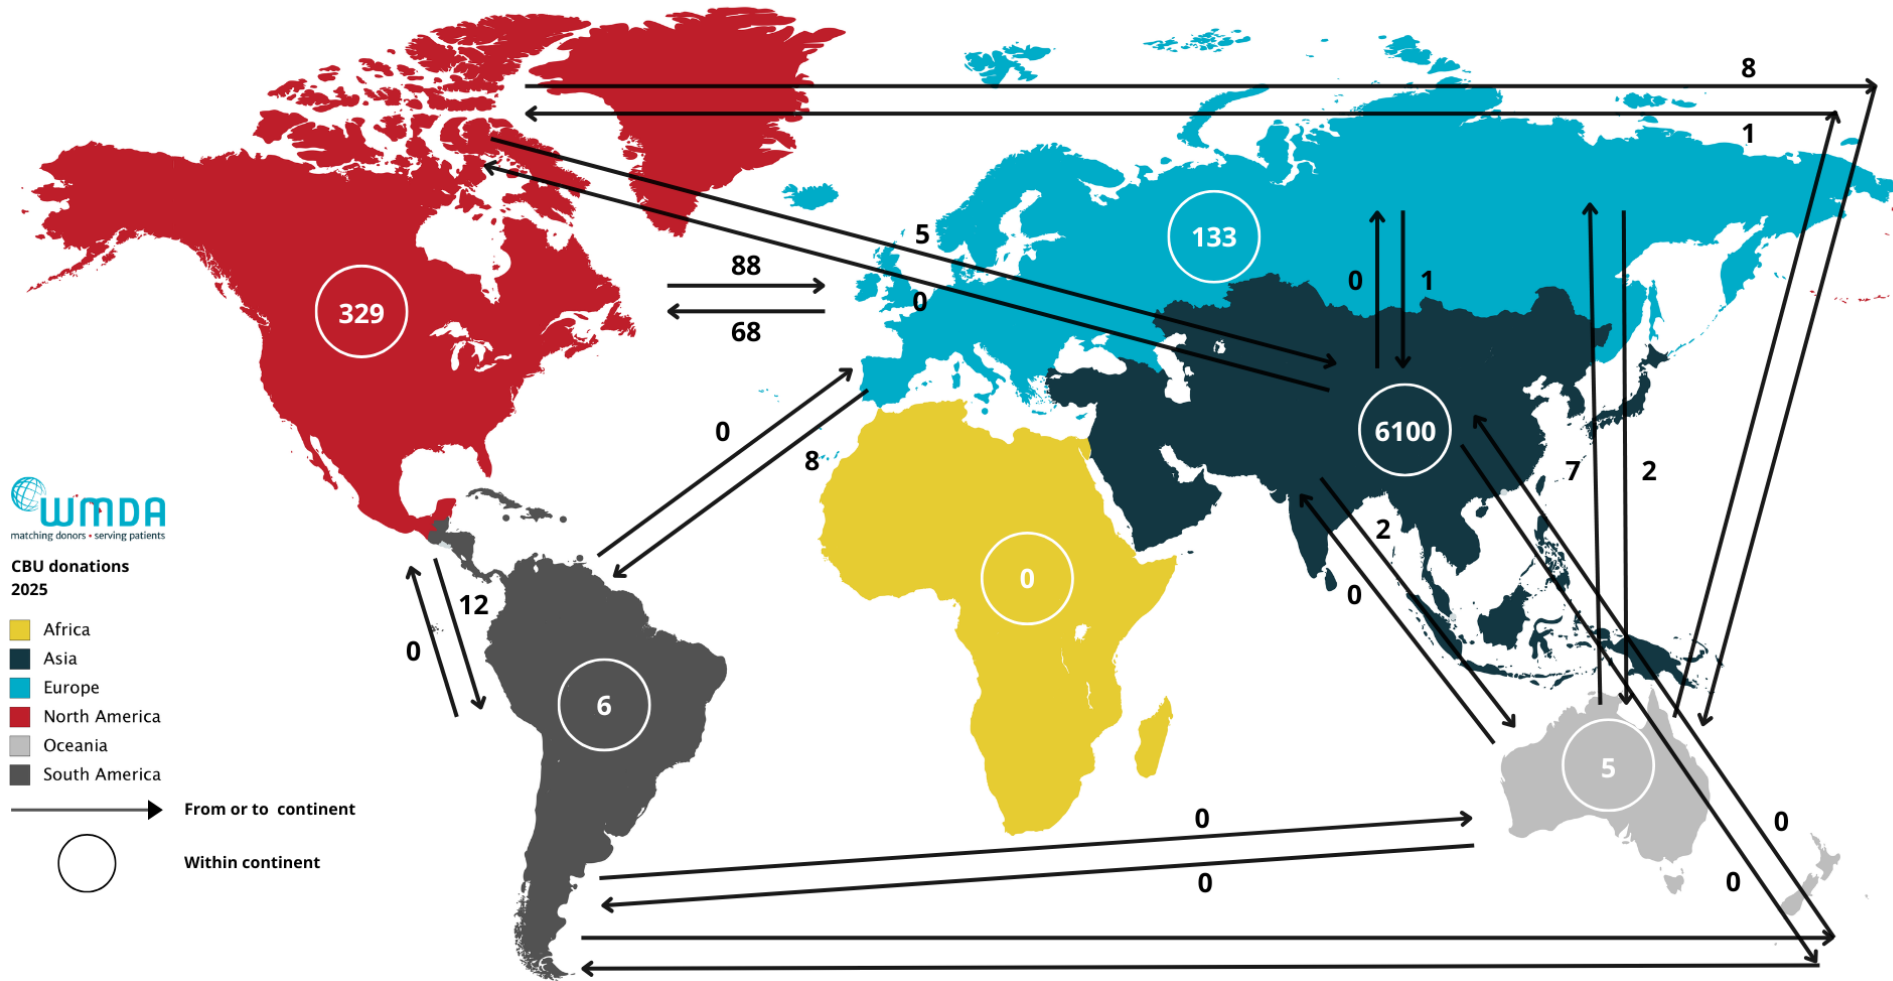 8
1
5
0
88
68
133
0
1
329
6100
0
8
7
2
WMDA
matching donors • serving patients
CBU donations
2025
2
0
0
12
0
Africa
Asia
Europe
North America
Oceania
South America
6
5
From or to continent
Within continent
0
0
0
0